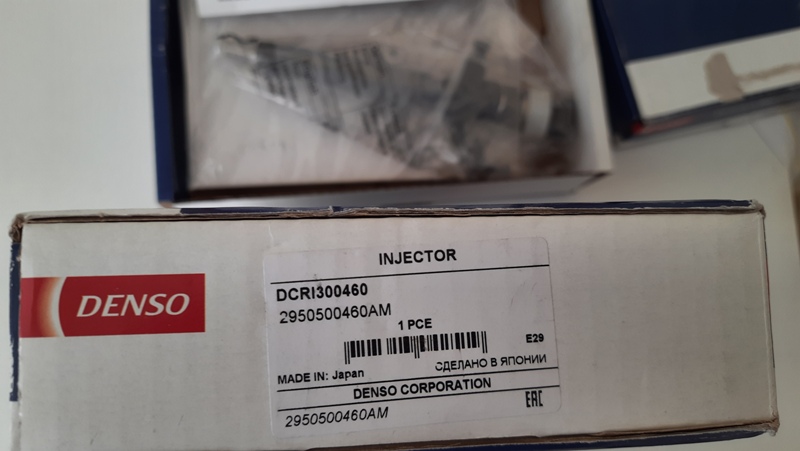 INJECTOR
DENSO
DCRI300460
2950500460AM
1 PCE
E29
MADE IN: Japan
СДЕЛАНО В ЯПОНИИ
DENSO CORPORATION
2950500460AM
EAC